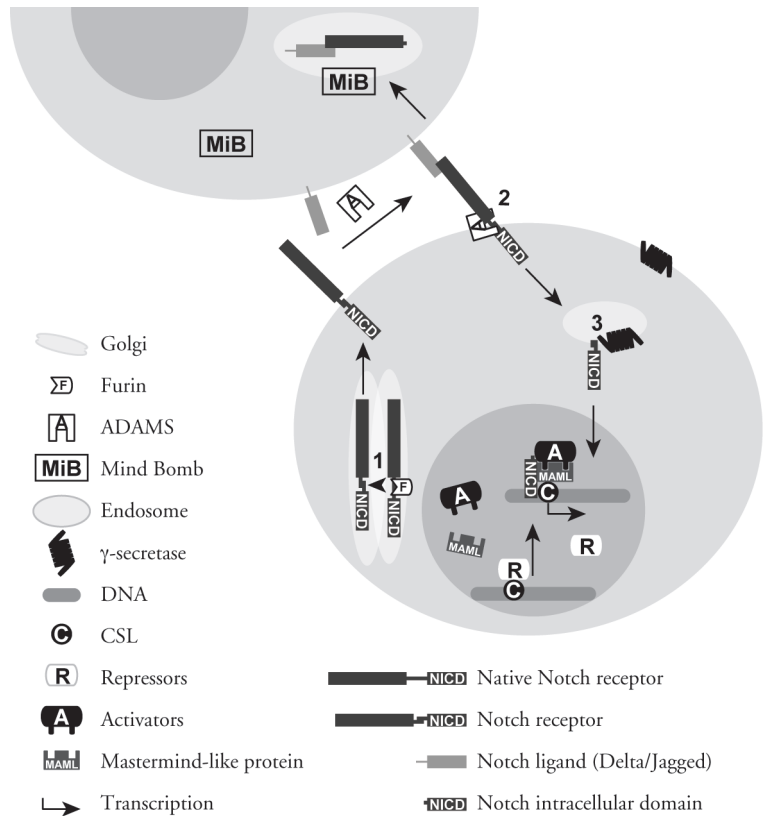 MiB
MiB
A
2
A
NICD
NICD
3
NICD
1
F
NICD
NICD
A
MAML
NICD
C
A
MAML
R
R
C
Golgi
F Furin
A ADAMS
MiB Mind Bomb
Endosome
γ-secretase
DNA
C CSL
R Repressors
A Activators
MAML Mastermind-like protein
Transcription
NICD Native Notch receptor
NICD Notch receptor
Notch ligand (Delta/Jagged)
NICD Notch intracellular domain